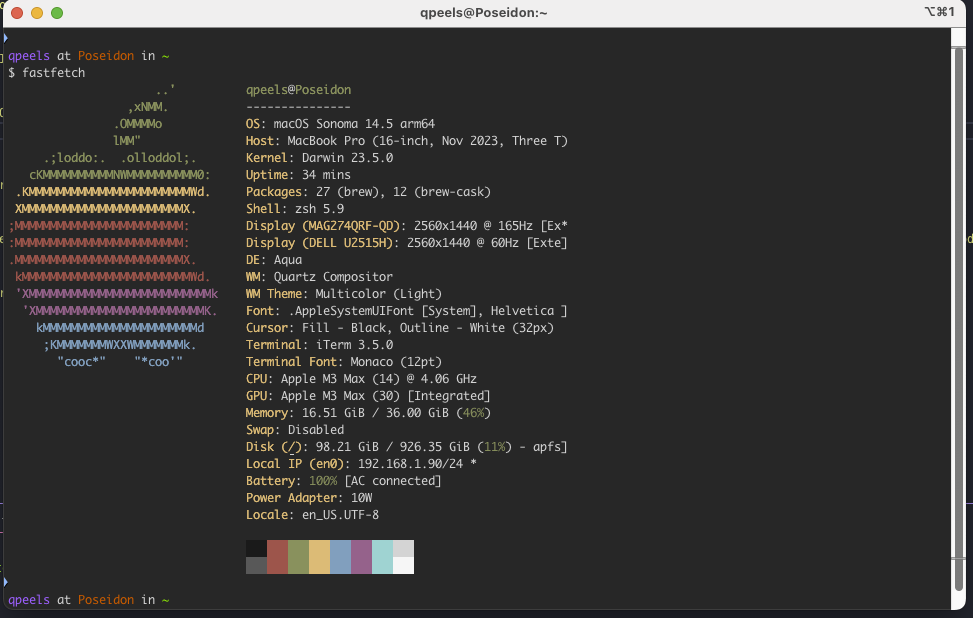 qpeels@Poseidon:~
⌥⌘1
qpeels at Poseidon in ~
$ fastfetch
..'
,xNMM.
.OMMMMo
lMM"
.;loddo:. .olloddol;.
cKMMMMMMMMMMNWMMMMMMMMMM0:
.KMMMMMMMMMMMMMMMMMMMMMMMWd.
XMMMMMMMMMMMMMMMMMMMMMMMX.
;MMMMMMMMMMMMMMMMMMMMMMMM:
:MMMMMMMMMMMMMMMMMMMMMMMM:
.MMMMMMMMMMMMMMMMMMMMMMMMX.
kMMMMMMMMMMMMMMMMMMMMMMMMWd.
'XMMMMMMMMMMMMMMMMMMMMMMMMMMk
'XMMMMMMMMMMMMMMMMMMMMMMMMK.
kMMMMMMMMMMMMMMMMMMMMMMd
;KMMMMMMMWXXWMMMMMMMk.
"cooc*" "*coo'"
qpeels@Poseidon
---------------
OS: macOS Sonoma 14.5 arm64
Host: MacBook Pro (16-inch, Nov 2023, Three T)
Kernel: Darwin 23.5.0
Uptime: 34 mins
Packages: 27 (brew), 12 (brew-cask)
Shell: zsh 5.9
Display (MAG274QRF-QD): 2560x1440 @ 165Hz [Ex*
Display (DELL U2515H): 2560x1440 @ 60Hz [Exte]
DE: Aqua
WM: Quartz Compositor
WM Theme: Multicolor (Light)
Font: .AppleSystemUIFont [System], Helvetica ]
Cursor: Fill - Black, Outline - White (32px)
Terminal: iTerm 3.5.0
Terminal Font: Monaco (12pt)
CPU: Apple M3 Max (14) @ 4.06 GHz
GPU: Apple M3 Max (30) [Integrated]
Memory: 16.51 GiB / 36.00 GiB (46%)
Swap: Disabled
Disk (/): 98.21 GiB / 926.35 GiB (11%) - apfs]
Local IP (en0): 192.168.1.90/24 *
Battery: 100% [AC connected]
Power Adapter: 10W
Locale: en_US.UTF-8
qpeels at Poseidon in ~